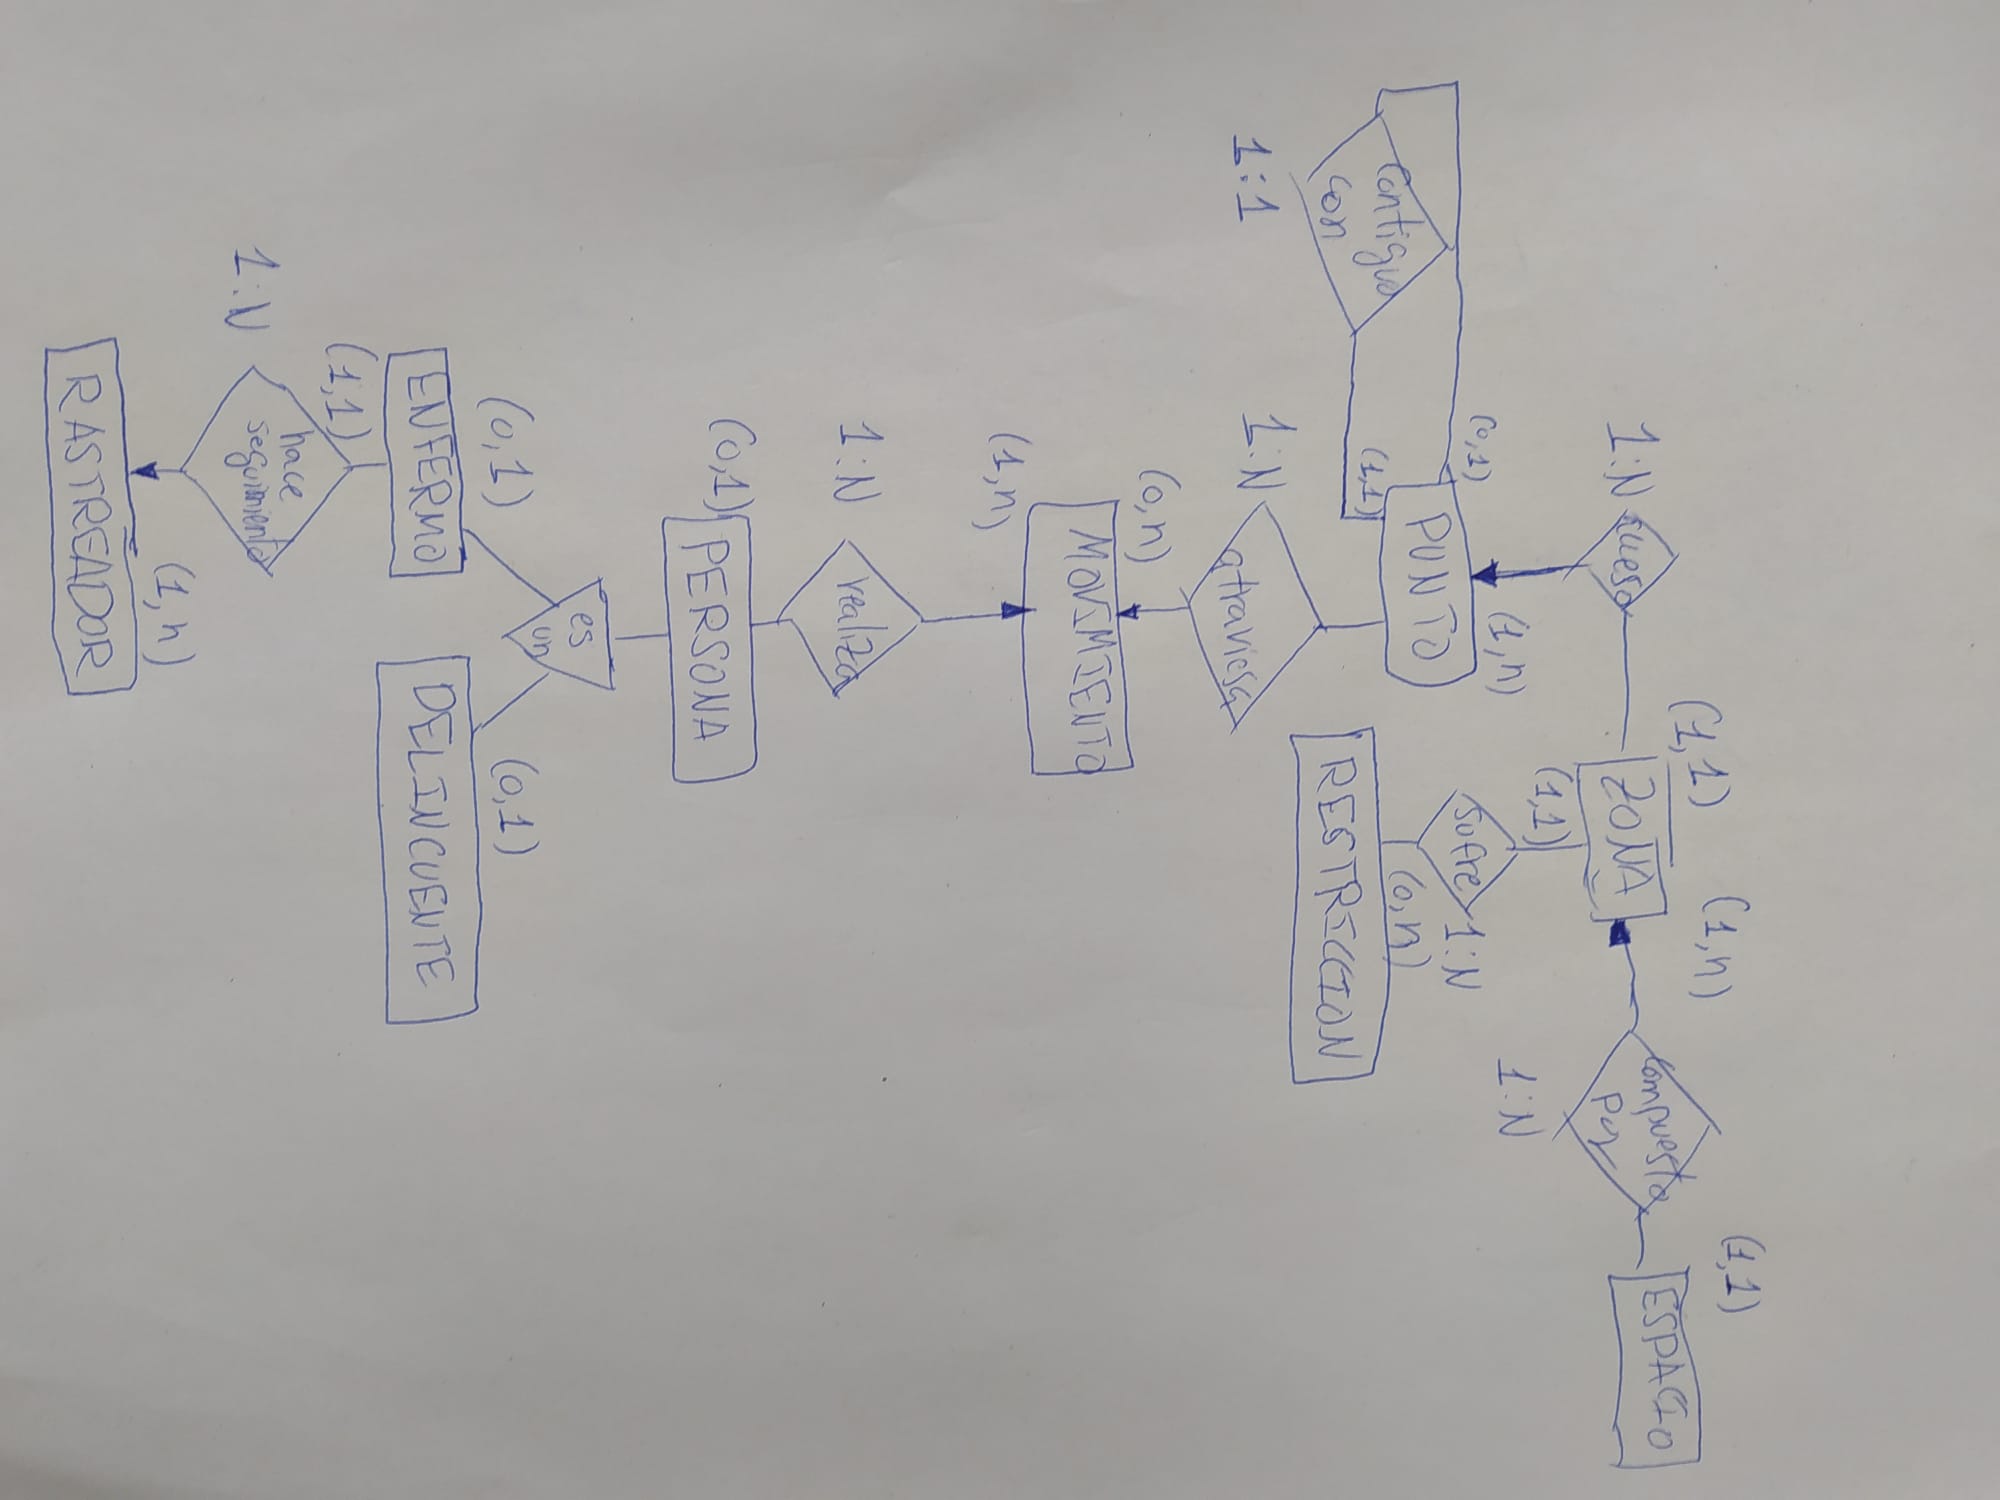 (1,1)
(1,1) (1,n)
1:N ZONA compuesto
por ESPACIO
(1,1) 1:N
(1,n)
(0,1) sufre 1:N
PUNTO (0,n)
(1,1)
contiguo
con RESTRICCION
1:1 1:N atraviesa
(0,n)
MOVIMIENTO
(1,n)
1:N realiza
(0,1) PERSONA
es
un
(0,1) (0,1)
ENFERMO DELINCUENTE
(1,1)
hace
seguimiento
1:N
(1,n)
RASTREADOR